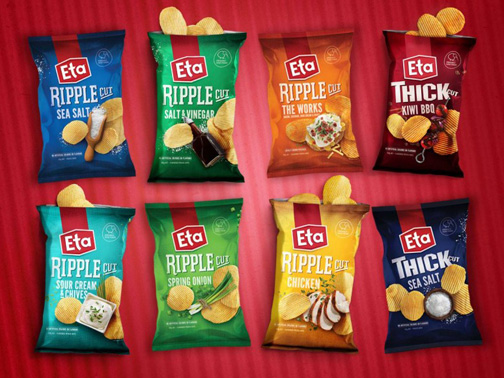 Eta
RIPPLE CUT
SEA SALT
Eta
RIPPLE CUT
SALT & VINEGAR
Eta
RIPPLE CUT
THE WORKS
Eta
THICK CUT
KIWI BBQ
Eta
RIPPLE CUT
SOUR CREAM
& CHIVES
Eta
RIPPLE CUT
SPRING ONION
Eta
RIPPLE CUT
CHICKEN
Eta
THICK CUT
SEA SALT